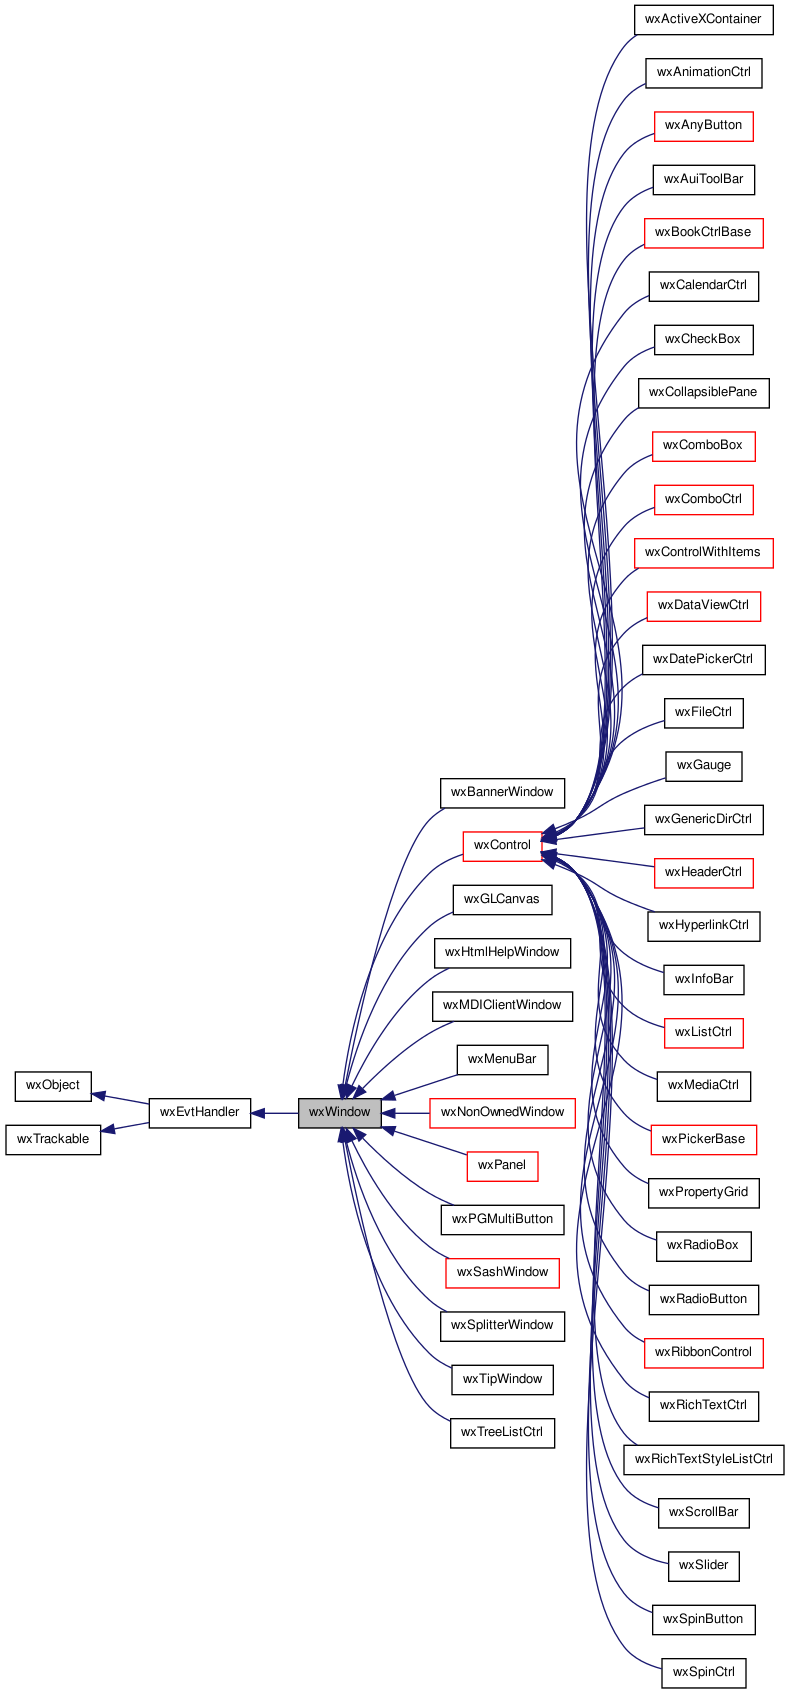 wxActiveXContainer
wxAnimationCtrl
wxAnyButton
wxAuiToolBar
wxBookCtrlBase
wxCalendarCtrl
wxCheckBox
wxCollapsiblePane
wxComboBox
wxComboCtrl
wxControlWithItems
wxDataViewCtrl
wxDatePickerCtrl
wxFileCtrl
wxGauge
wxGenericDirCtrl
wxHeaderCtrl
wxHyperlinkCtrl
wxInfoBar
wxListCtrl
wxMediaCtrl
wxPickerBase
wxPropertyGrid
wxRadioBox
wxRadioButton
wxRibbonControl
wxRichTextCtrl
wxRichTextStyleListCtrl
wxScrollBar
wxSlider
wxSpinButton
wxSpinCtrl
wxBannerWindow
wxControl
wxGLCanvas
wxHtmlHelpWindow
wxMDIClientWindow
wxMenuBar
wxNonOwnedWindow
wxPanel
wxPGMultiButton
wxSashWindow
wxSplitterWindow
wxTipWindow
wxTreeListCtrl
wxObject
wxTrackable
wxEvtHandler
wxWindow